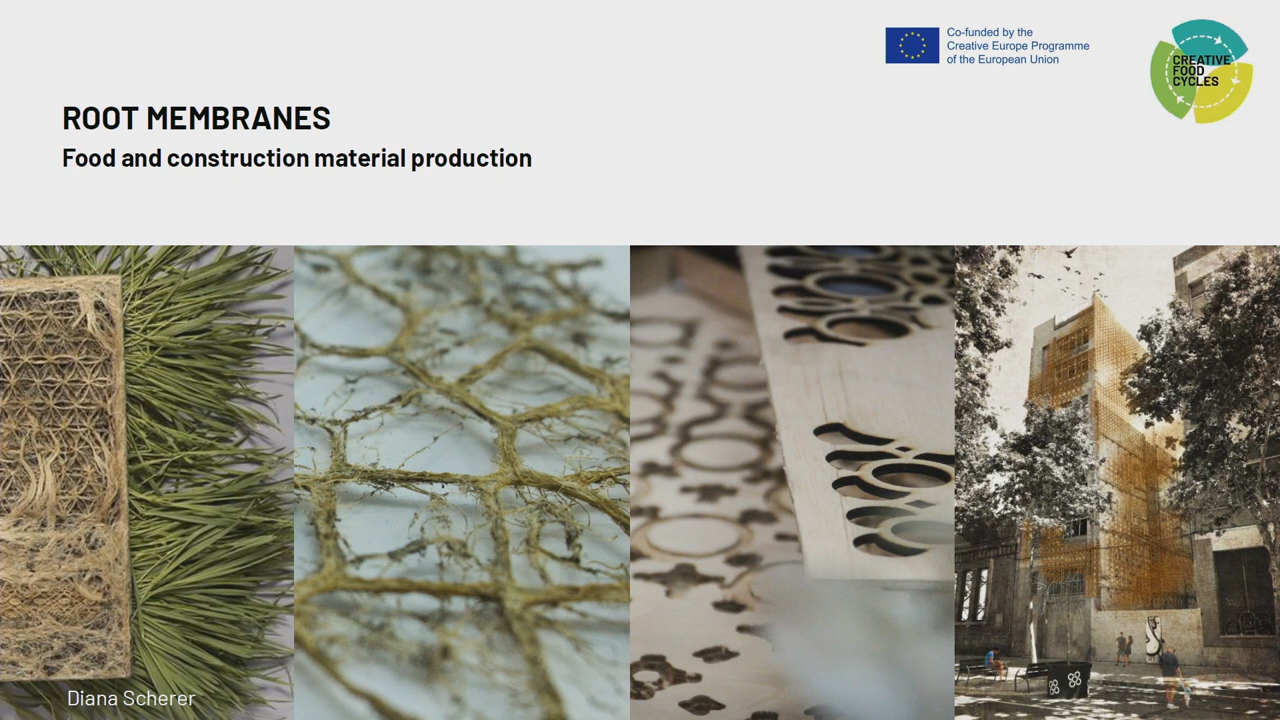 Co-funded by the
Creative Europe Programme
of the European Union
CREATIVE
FOOD
CYCLES
ROOT MEMBRANES
Food and construction material production
Diana Scherer